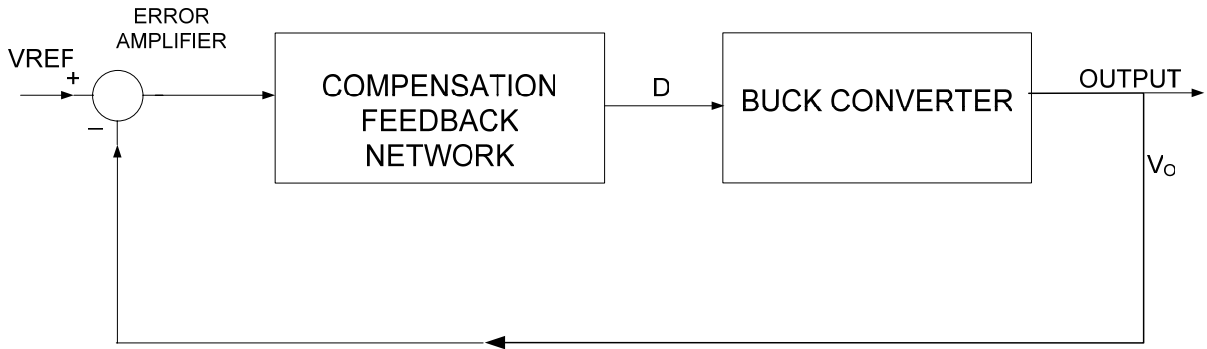 ERROR
AMPLIFIER
VREF
+
−
-
COMPENSATION
FEEDBACK
NETWORK
D
BUCK CONVERTER
OUTPUT
VO